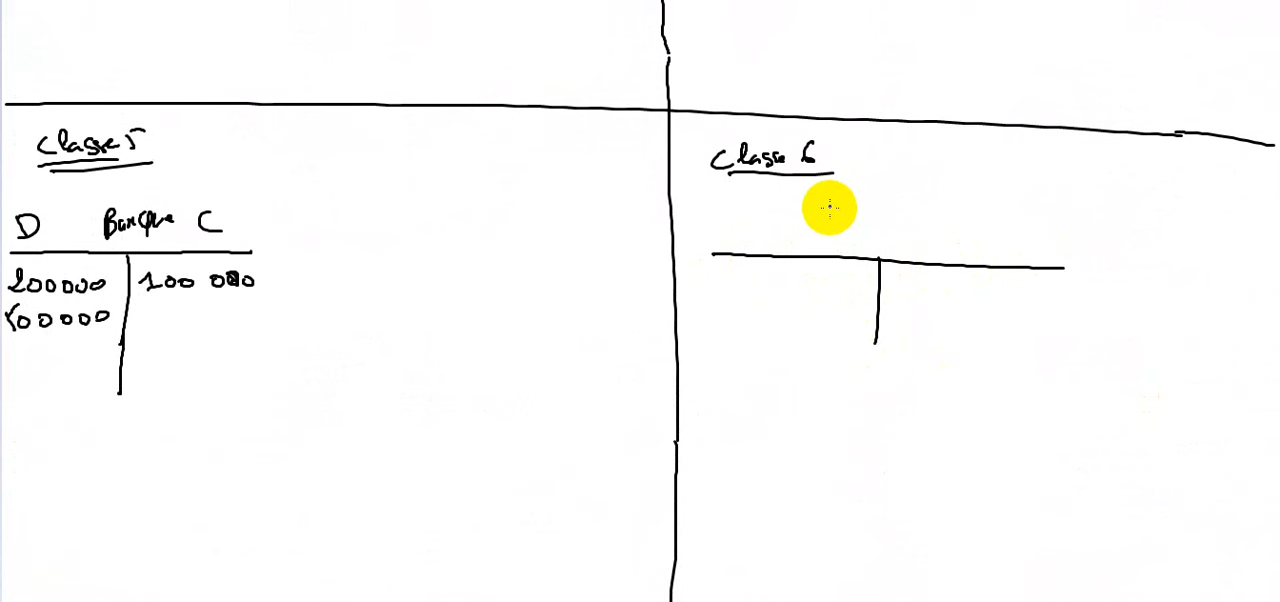 Classe 5
D Banque C
200000 100 000
500000
Classe 6